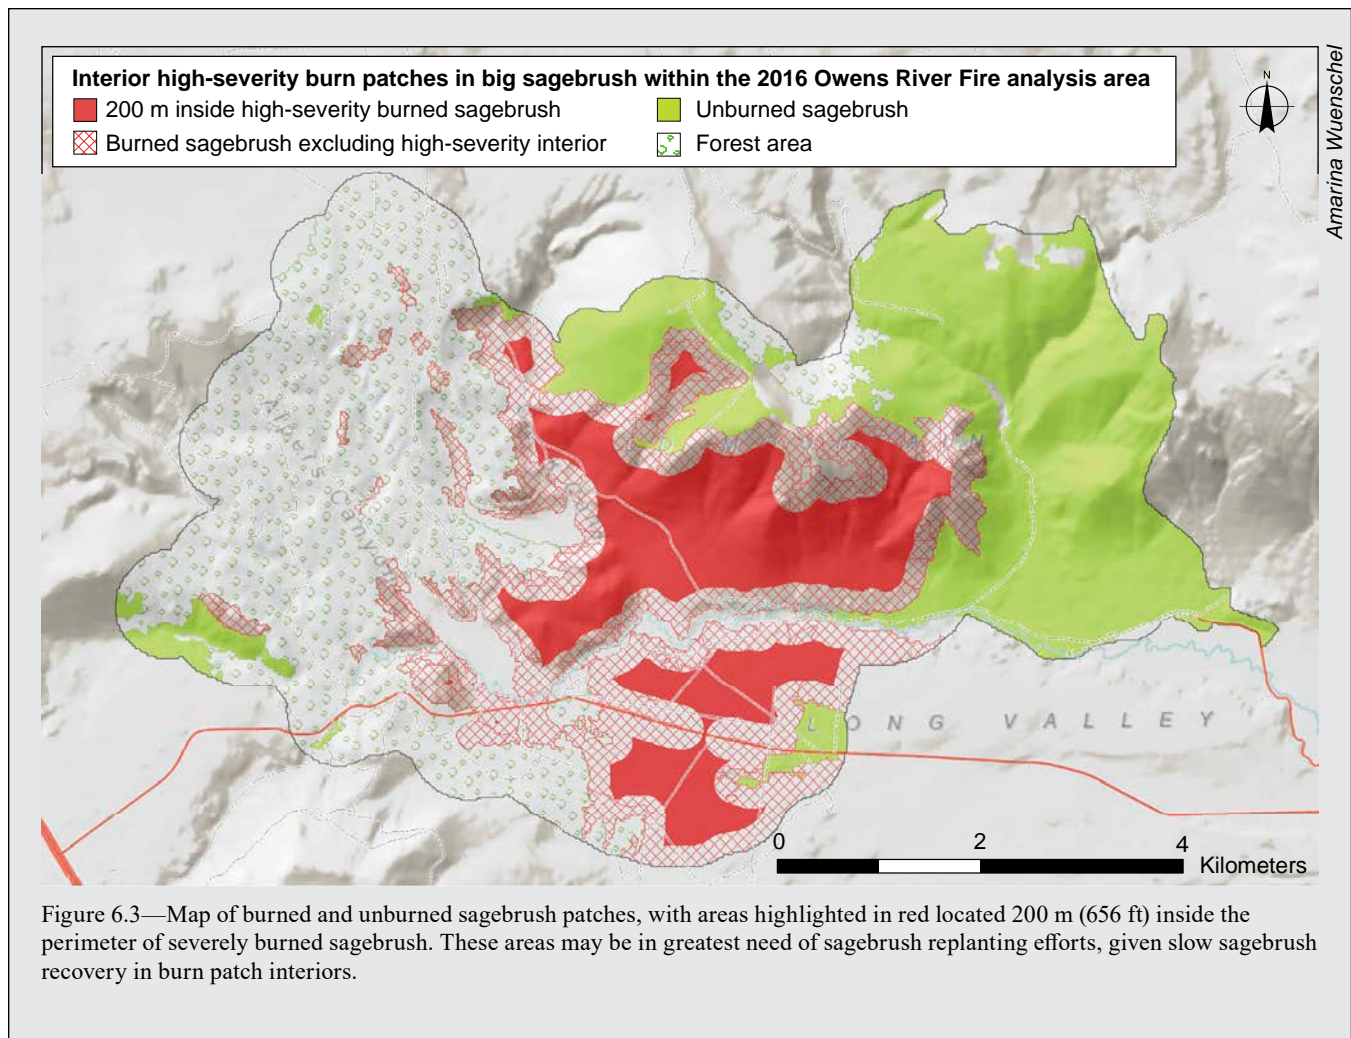 Interior high-severity burn patches in big sagebrush within the 2016 Owens River Fire analysis area
200 m inside high-severity burned sagebrush
Unburned sagebrush
Burned sagebrush excluding high-severity interior
Forest area
N
Amarina Wuenschel
Canyon
LONG VALLEY
0 2 4
Kilometers
Figure 6.3—Map of burned and unburned sagebrush patches, with areas highlighted in red located 200 m (656 ft) inside the
perimeter of severely burned sagebrush. These areas may be in greatest need of sagebrush replanting efforts, given slow sagebrush
recovery in burn patch interiors.